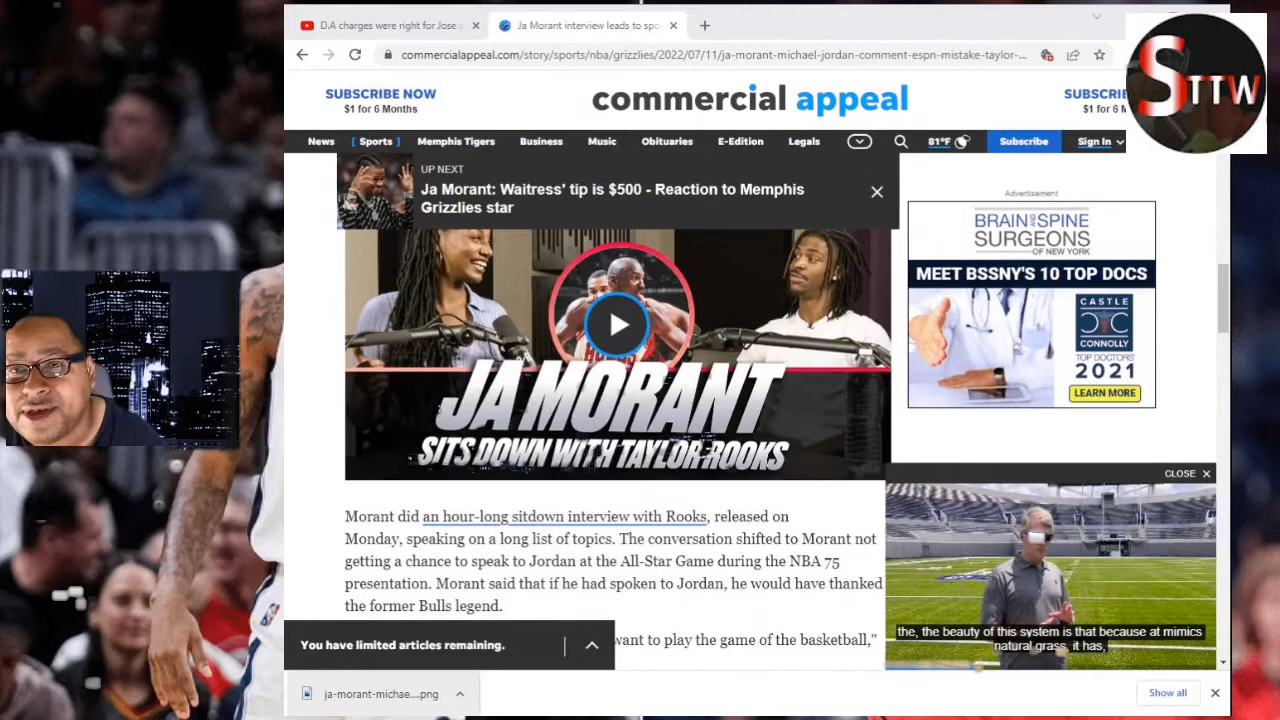 D.A charges were right for Jose a
Ja Morant interview leads to spo
commercialappeal.com/story/sports/nba/grizzlies/2022/07/11/ja-morant-michael-jordan-comment-espn-mistake-taylor-...
STTW
SUBSCRIBE NOW
$1 for 6 Months
commercial appeal
SUBSCRIBE
$1 for 6 M
News
[ Sports ]
Memphis Tigers
Business
Music
Obituaries
E-Edition
Legals
81°F
Subscribe
Sign In
UP NEXT
Ja Morant: Waitress' tip is $500 - Reaction to Memphis
Grizzlies star
JA MORANT
SITS DOWN WITH TAYLOR ROOKS
Advertisement
BRAIN AND SPINE
SURGEONS
OF NEW YORK
MEET BSSNY'S 10 TOP DOCS
CASTLE
CONNOLLY
TOP DOCTORS
2021
LEARN MORE
CLOSE X
the, the beauty of this system is that because at mimics
natural grass, it has,
Morant did an hour-long sitdown interview with Rooks, released on
Monday, speaking on a long list of topics. The conversation shifted to Morant not
getting a chance to speak to Jordan at the All-Star Game during the NBA 75
presentation. Morant said that if he had spoken to Jordan, he would have thanked
the former Bulls legend.
want to play the game of the basketball,"
You have limited articles remaining.
ja-morant-michae....png
Show all